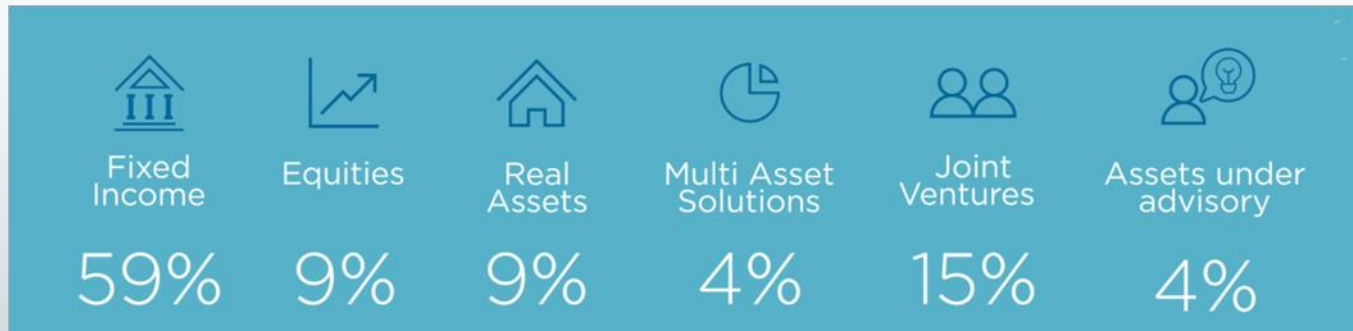 Fixed
Income
59%
Equities
9%
Real
Assets
9%
Multi Asset
Solutions
4%
Joint
Ventures
15%
Assets under
advisory
4%